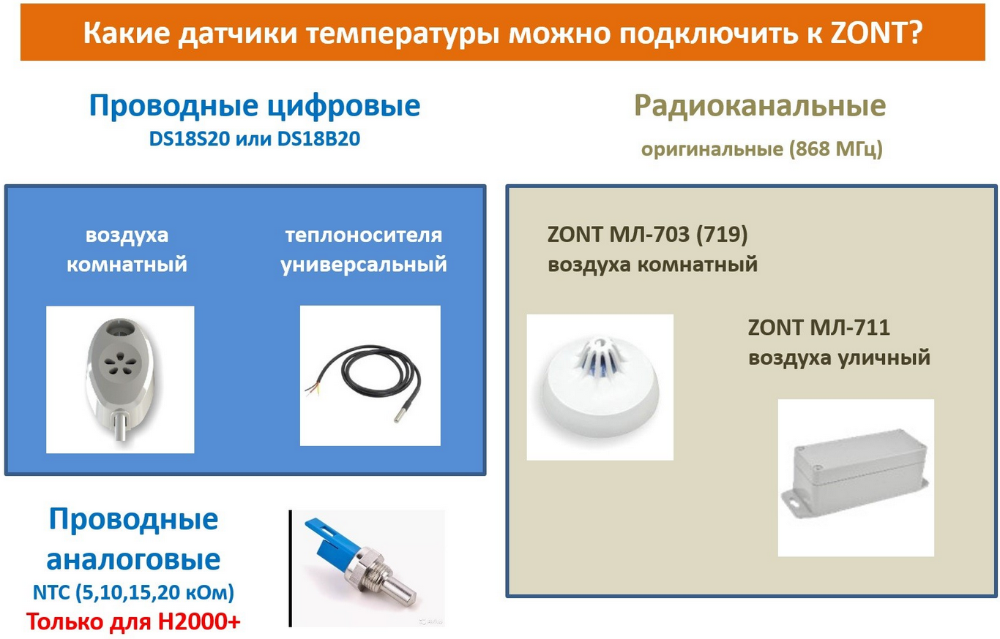 Какие датчики температуры можно подключить к ZONT?
Проводные цифровые
DS18S20 или DS18B20
Радиоканальные
оригинальные (868 МГц)
воздуха
комнатный
теплоносителя
универсальный
ZONT МЛ-703 (719)
воздуха комнатный
ZONT МЛ-711
воздуха уличный
Проводные
аналоговые
NTC (5,10,15,20 кОм)
Только для H2000+